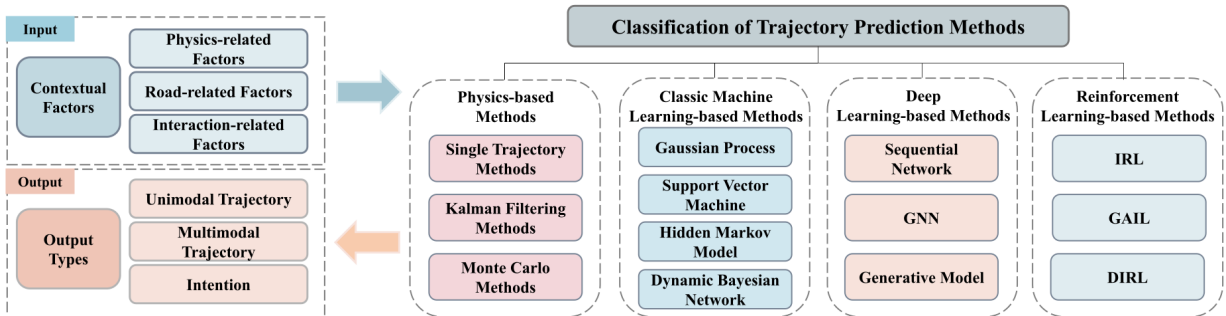 Input
Contextual
Factors
Physics-related
Factors
Road-related Factors
Interaction-related
Factors
Output
Output
Types
Unimodal Trajectory
Multimodal
Trajectory
Intention
Classification of Trajectory Prediction Methods
Physics-based
Methods
Single Trajectory
Methods
Kalman Filtering
Methods
Monte Carlo
Methods
Classic Machine
Learning-based Methods
Gaussian Process
Support Vector
Machine
Hidden Markov
Model
Dynamic Bayesian
Network
Deep
Learning-based Methods
Sequential
Network
GNN
Generative Model
Reinforcement
Learning-based Methods
IRL
GAIL
DIRL